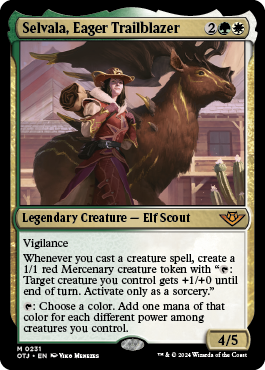 Selvala, Eager Trailblazer 2
Legendary Creature — Elf Scout
Vigilance
Whenever you cast a creature spell, create a
1/1 red Mercenary creature token with “: 
Target creature you control gets +1/+0 until
end of turn. Activate only as a sorcery.”
: Choose a color. Add one mana of that
color for each different power among
creatures you control.
4/5
M 0231
OTJ • EN Viko Menezes
™ & © 2024 Wizards of the Coast